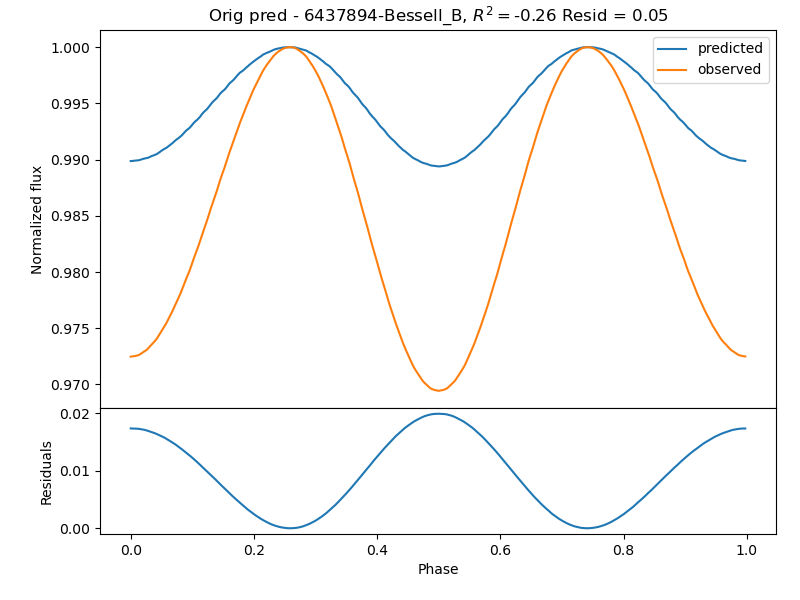 Orig pred - 6437894-Bessell_B, $R^2 = $-0.26 Resid = 0.05
predicted
observed
1.000
0.995
0.990
0.985
0.980
0.975
0.970
Normalized flux
0.02
0.01
0.00
Residuals
0.0 0.2 0.4 0.6 0.8 1.0
Phase